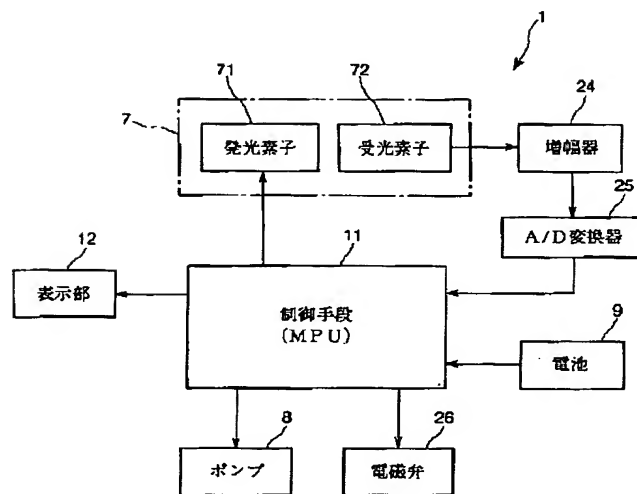 1
71
72
24
7
発光素子
受光素子
増幅器
25
A/D変換器
12
11
表示部
制御手段
(MPU)
9
電池
8
26
ポンプ
電磁弁